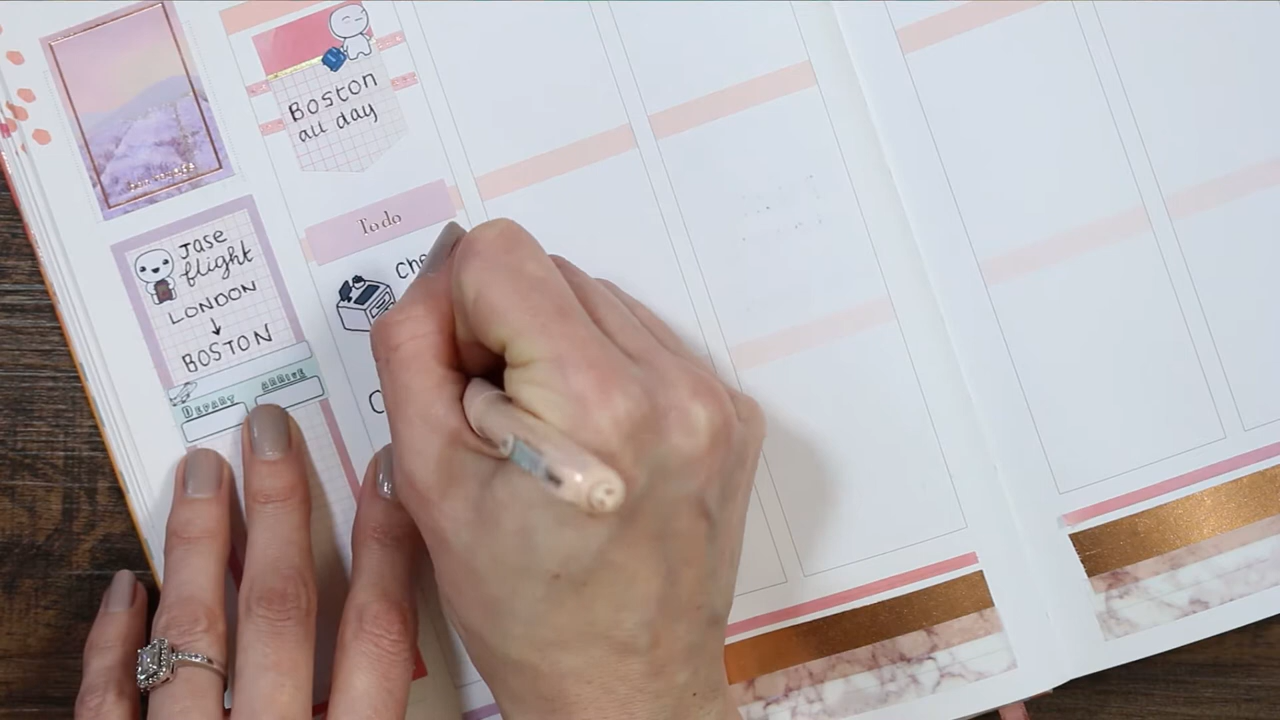 Boston
all day
To do
Che
Jase
flight
LONDON
↓
BOSTON
DEPART
ARRIVE